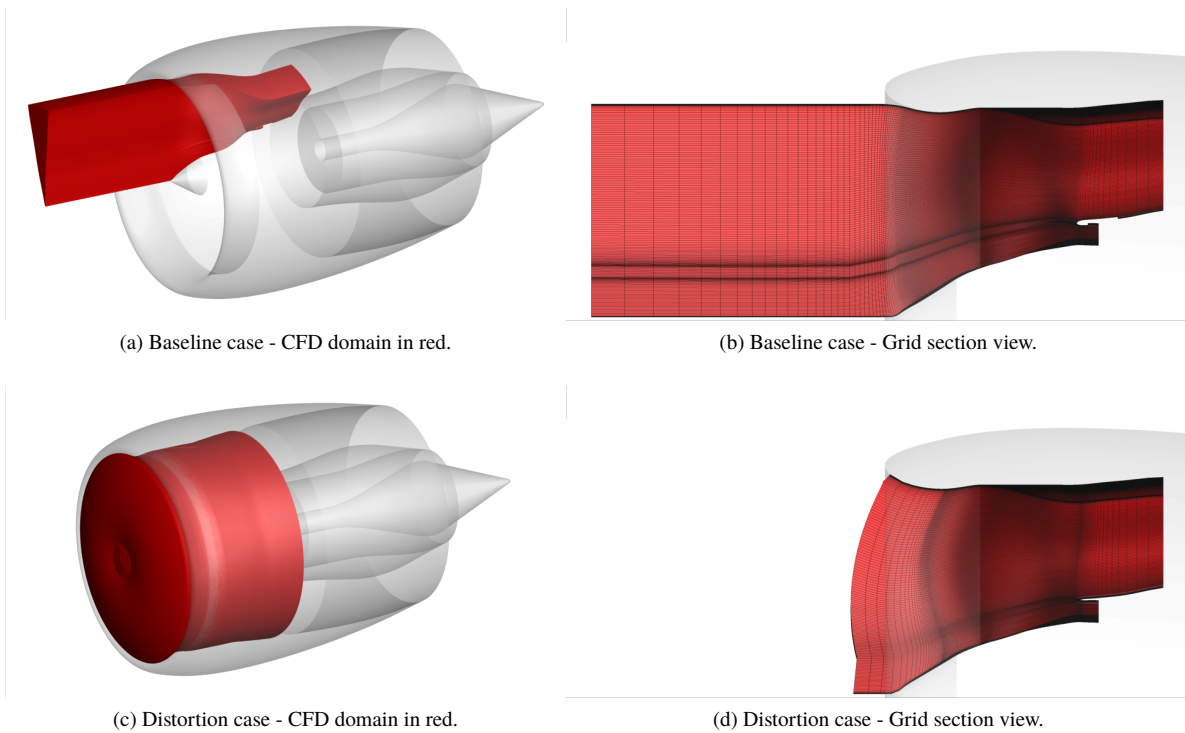 (a) Baseline case - CFD domain in red.
(b) Baseline case - Grid section view.
(c) Distortion case - CFD domain in red.
(d) Distortion case - Grid section view.